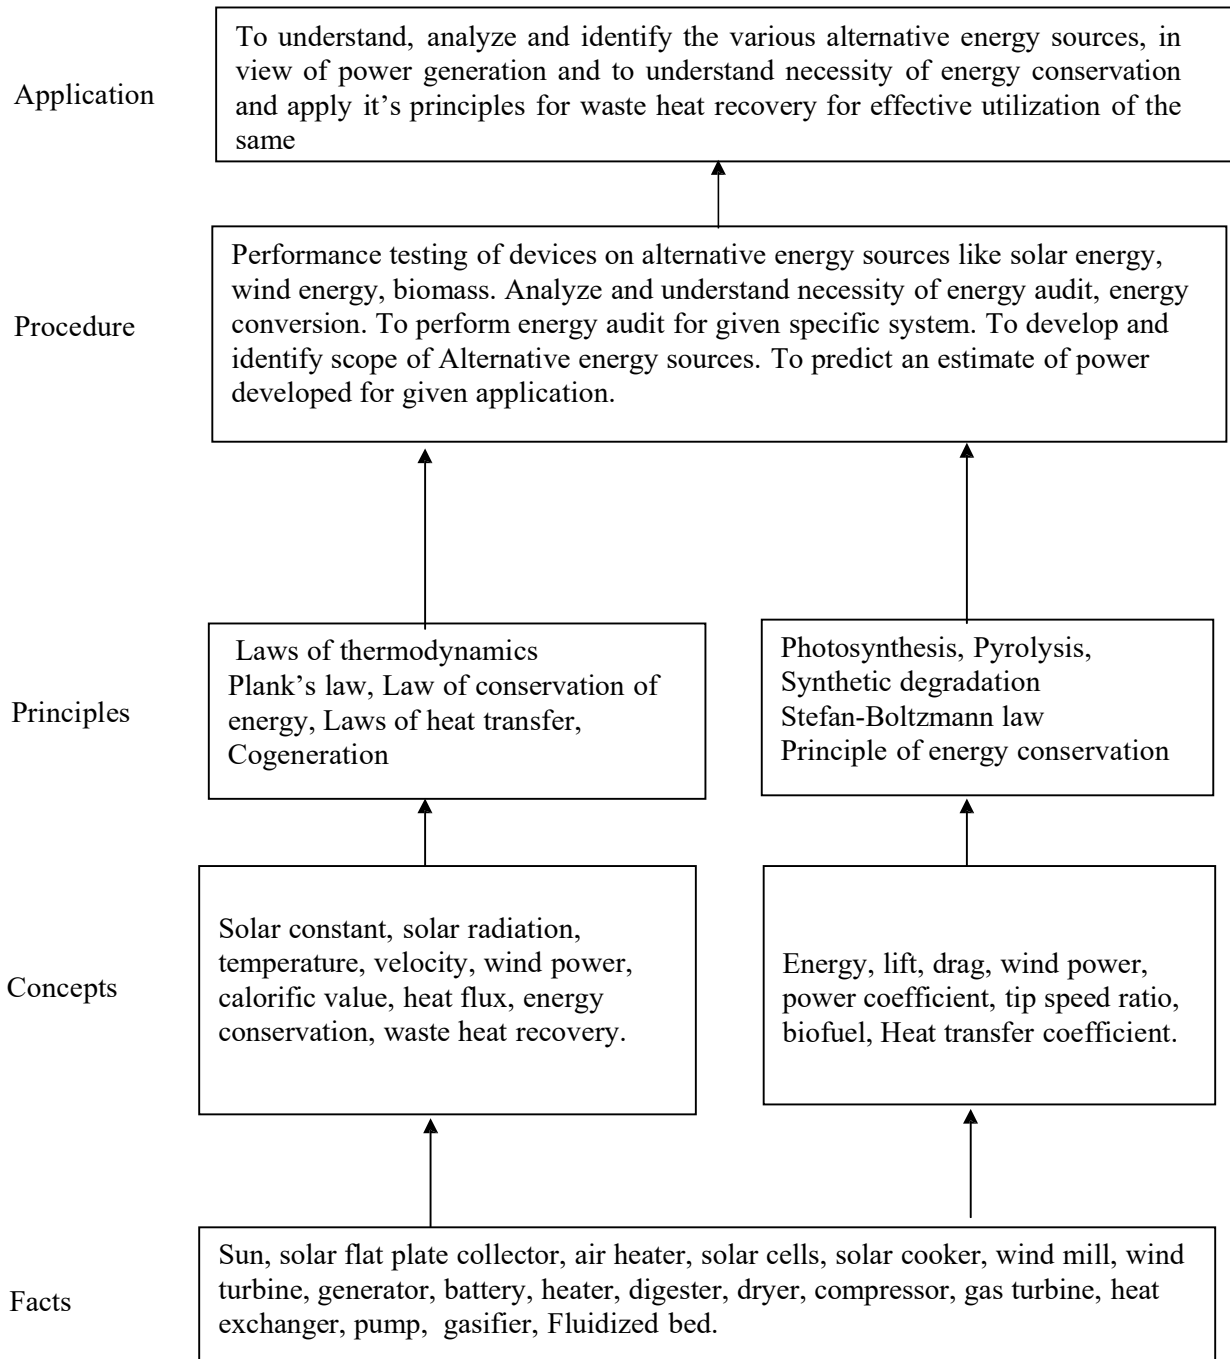 To understand, analyze and identify the various alternative energy sources, in
view of power generation and to understand necessity of energy conservation
and apply it’s principles for waste heat recovery for effective utilization of the
same
Application
Performance testing of devices on alternative energy sources like solar energy,
wind energy, biomass. Analyze and understand necessity of energy audit, energy
conversion. To perform energy audit for given specific system. To develop and
identify scope of Alternative energy sources. To predict an estimate of power
developed for given application.
Procedure
Laws of thermodynamics
Plank’s law, Law of conservation of
energy, Laws of heat transfer,
Cogeneration
Photosynthesis, Pyrolysis,
Synthetic degradation
Stefan-Boltzmann law
Principle of energy conservation
Principles
Solar constant, solar radiation,
temperature, velocity, wind power,
calorific value, heat flux, energy
conservation, waste heat recovery.
Energy, lift, drag, wind power,
power coefficient, tip speed ratio,
biofuel, Heat transfer coefficient.
Concepts
Sun, solar flat plate collector, air heater, solar cells, solar cooker, wind mill, wind
turbine, generator, battery, heater, digester, dryer, compressor, gas turbine, heat
exchanger, pump, gasifier, Fluidized bed.
Facts